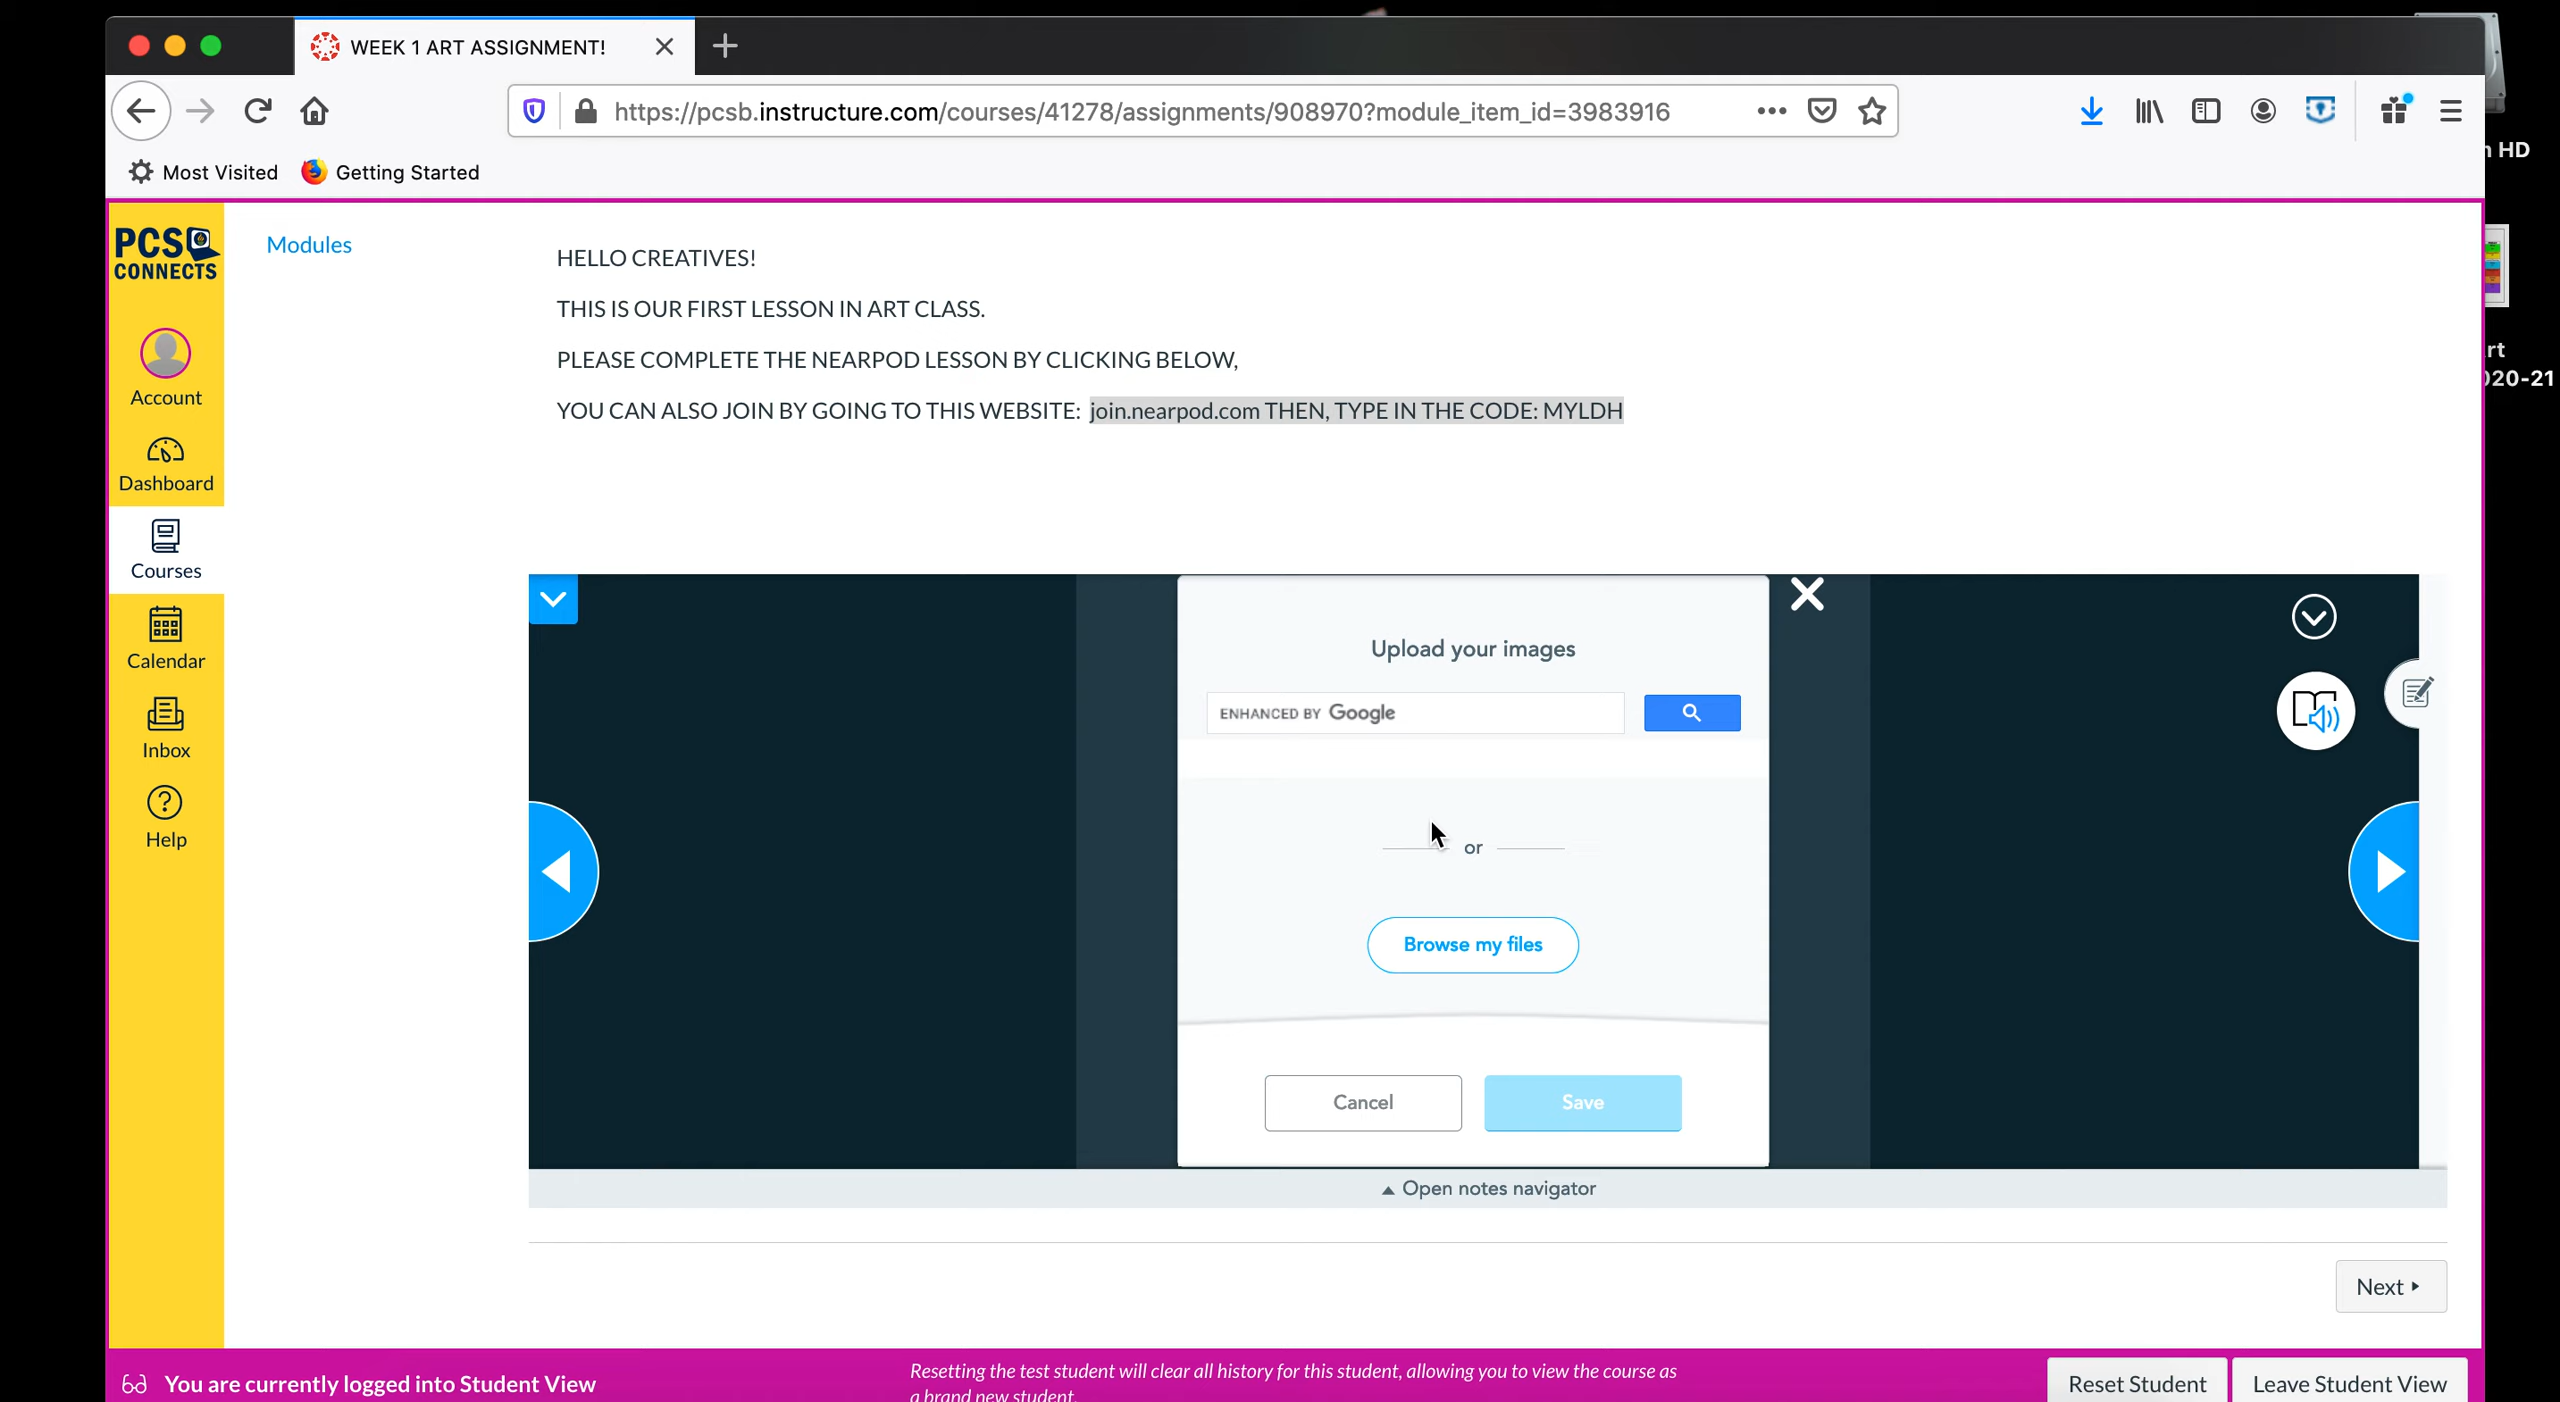 WEEK 1 ART ASSIGNMENT!
https://pcsb.instructure.com/courses/41278/assignments/908970?module_item_id=3983916
Most Visited
Getting Started
HD
rt
020-21
PCS
CONNECTS
Account
Dashboard
Courses
Calendar
Inbox
Help
Modules
HELLO CREATIVES!
THIS IS OUR FIRST LESSON IN ART CLASS.
PLEASE COMPLETE THE NEARPOD LESSON BY CLICKING BELOW,
YOU CAN ALSO JOIN BY GOING TO THIS WEBSITE: join.nearpod.com THEN, TYPE IN THE CODE: MYLDH
Upload your images
ENHANCED BY Google
or
Browse my files
Cancel
Save
Open notes navigator
Next
You are currently logged into Student View
Resetting the test student will clear all history for this student, allowing you to view the course as
a brand new student.
Reset Student
Leave Student View